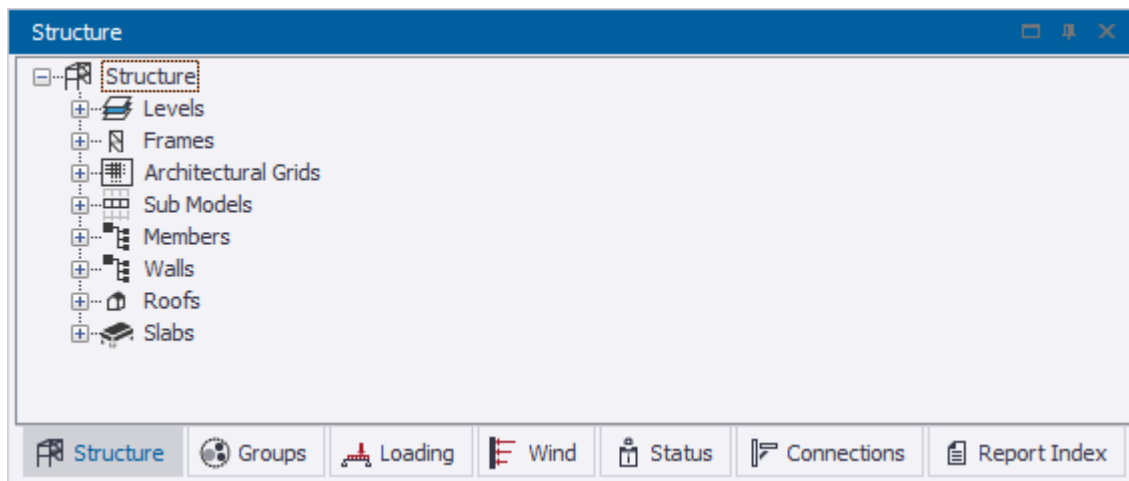 Structure
Structure
Levels
Frames
Architectural Grids
Sub Models
Members
Walls
Roofs
Slabs
Structure Groups Loading Wind Status Connections Report Index